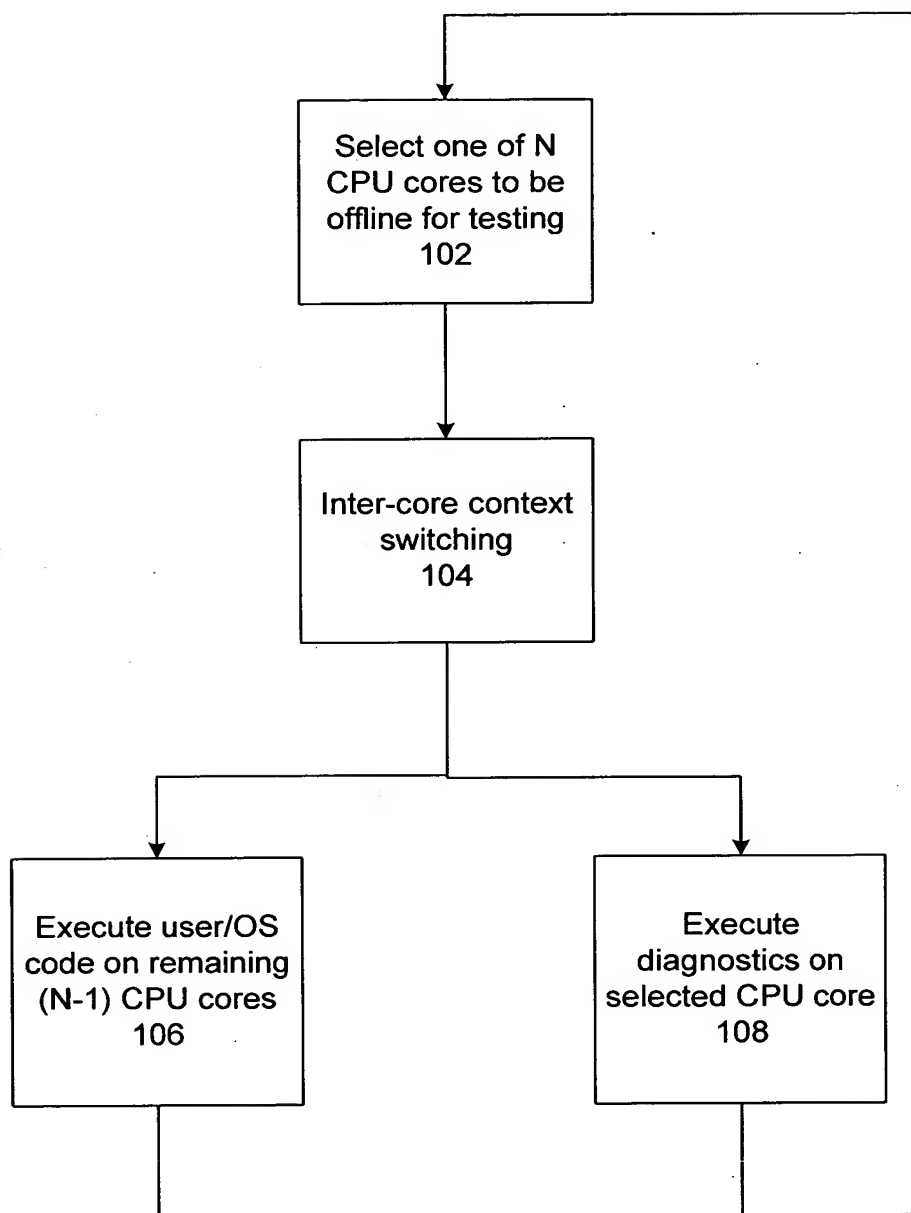 Select one of N
CPU cores to be
offline for testing
102
Inter-core context
switching
104
Execute user/OS
code on remaining
(N-1) CPU cores
106
Execute
diagnostics on
selected CPU core
108